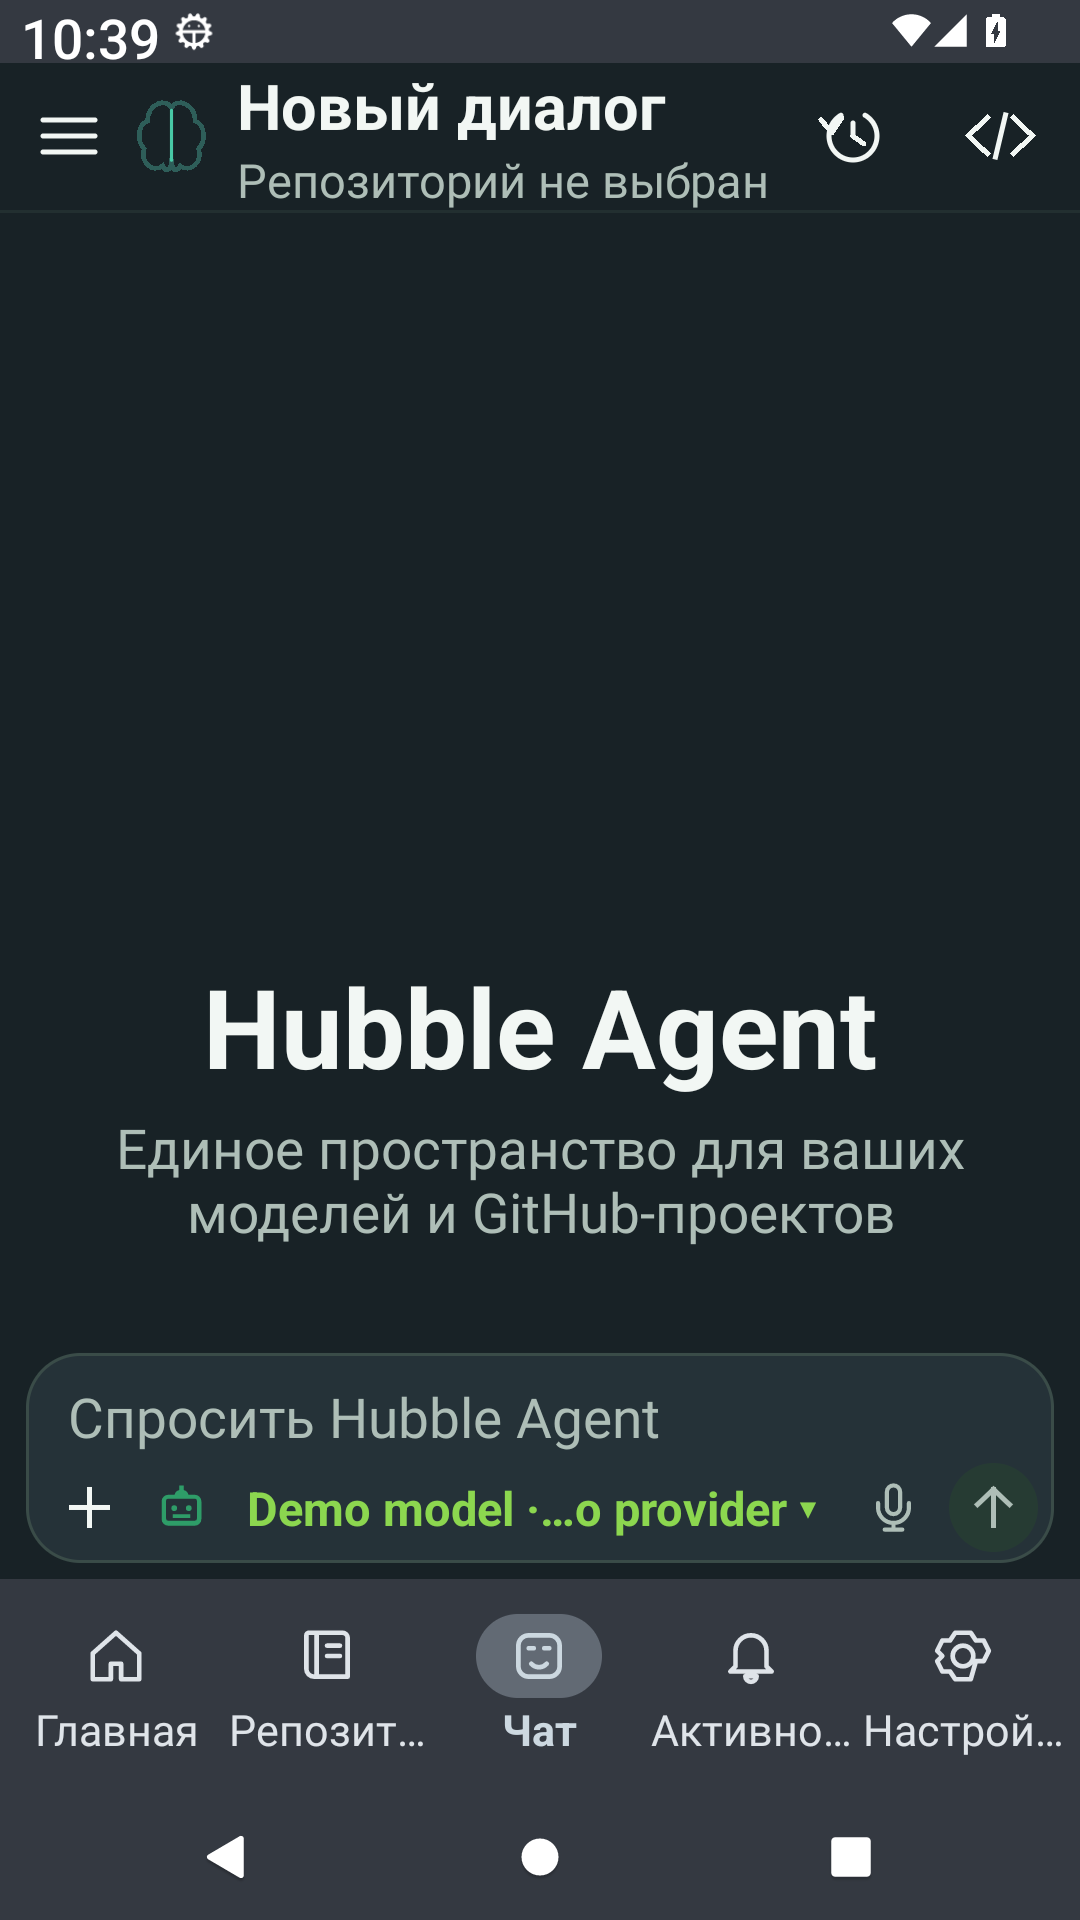 10:39
Новый диалог
Репозиторий не выбран
Hubble Agent
Единое пространство для ваших
моделей и GitHub-проектов
Спросить Hubble Agent
Demo model ·…o provider ▾
Главная
Репозит…
Чат
Активно…
Настрой…